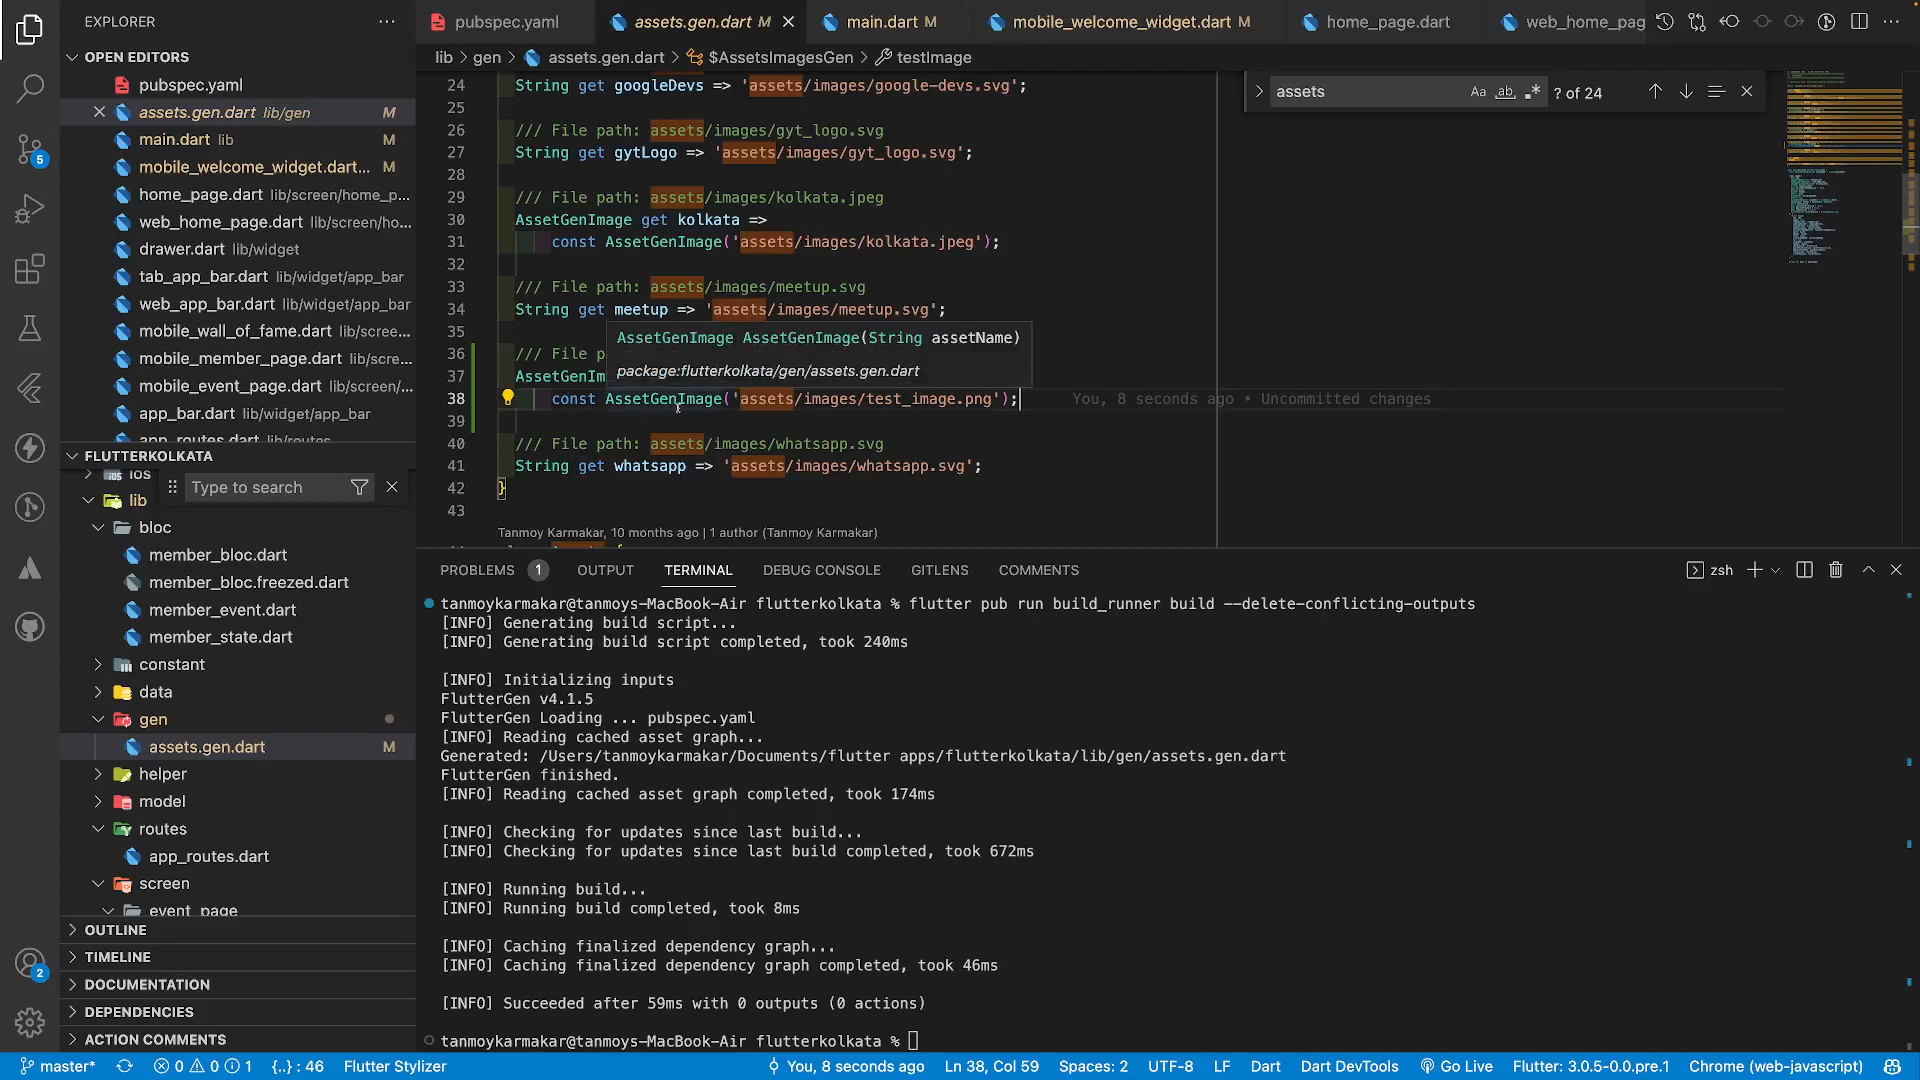 EXPLORER
OPEN EDITORS
pubspec.yaml
assets.gen.dart lib/gen M
main.dart lib M
mobile_welcome_widget.dart... M
home_page.dart lib/screen/home_p...
web_home_page.dart lib/screen/ho...
drawer.dart lib/widget
tab_app_bar.dart lib/widget/app_bar
web_app_bar.dart lib/widget/app_bar
mobile_wall_of_fame.dart lib/scree...
mobile_member_page.dart lib/scre...
mobile_event_page.dart lib/screen/...
app_bar.dart lib/widget/app_bar
app_routes.dart lib/routes
FLUTTERKOLKATA
ios
Type to search
lib
bloc
member_bloc.dart
member_bloc.freezed.dart
member_event.dart
member_state.dart
constant
data
gen
assets.gen.dart M
helper
model
routes
app_routes.dart
screen
event_page
OUTLINE
TIMELINE
DOCUMENTATION
DEPENDENCIES
ACTION COMMENTS
5
2
pubspec.yaml
assets.gen.dart M
main.dart M
mobile_welcome_widget.dart M
home_page.dart
web_home_pag
lib > gen > assets.gen.dart > $AssetsImagesGen > testImage
assets Aa ab .* ? of 24
24 String get googleDevs => 'assets/images/google-devs.svg';
25
26 /// File path: assets/images/gyt_logo.svg
27 String get gytLogo => 'assets/images/gyt_logo.svg';
28
29 /// File path: assets/images/kolkata.jpeg
30 AssetGenImage get kolkata =>
31 const AssetGenImage('assets/images/kolkata.jpeg');
32
33 /// File path: assets/images/meetup.svg
34 String get meetup => 'assets/images/meetup.svg';
35
AssetGenImage AssetGenImage(String assetName)
package:flutterkolkata/gen/assets.gen.dart
36 /// File p
37 AssetGenIm
38 const AssetGenImage('assets/images/test_image.png'); You, 8 seconds ago • Uncommitted changes
39
40 /// File path: assets/images/whatsapp.svg
41 String get whatsapp => 'assets/images/whatsapp.svg';
42 }
43
Tanmoy Karmakar, 10 months ago | 1 author (Tanmoy Karmakar)
PROBLEMS 1 OUTPUT TERMINAL DEBUG CONSOLE GITLENS COMMENTS
zsh
tanmoykarmakar@tanmoys-MacBook-Air flutterkolkata % flutter pub run build_runner build --delete-conflicting-outputs
[INFO] Generating build script...
[INFO] Generating build script completed, took 240ms
[INFO] Initializing inputs
FlutterGen v4.1.5
FlutterGen Loading ... pubspec.yaml
[INFO] Reading cached asset graph...
Generated: /Users/tanmoykarmakar/Documents/flutter apps/flutterkolkata/lib/gen/assets.gen.dart
FlutterGen finished.
[INFO] Reading cached asset graph completed, took 174ms
[INFO] Checking for updates since last build...
[INFO] Checking for updates since last build completed, took 672ms
[INFO] Running build...
[INFO] Running build completed, took 8ms
[INFO] Caching finalized dependency graph...
[INFO] Caching finalized dependency graph completed, took 46ms
[INFO] Succeeded after 59ms with 0 outputs (0 actions)
tanmoykarmakar@tanmoys-MacBook-Air flutterkolkata %
master* 0 0 1 {..} : 46 Flutter Stylizer You, 8 seconds ago Ln 38, Col 59 Spaces: 2 UTF-8 LF Dart Dart DevTools Go Live Flutter: 3.0.5-0.0.pre.1 Chrome (web-javascript)